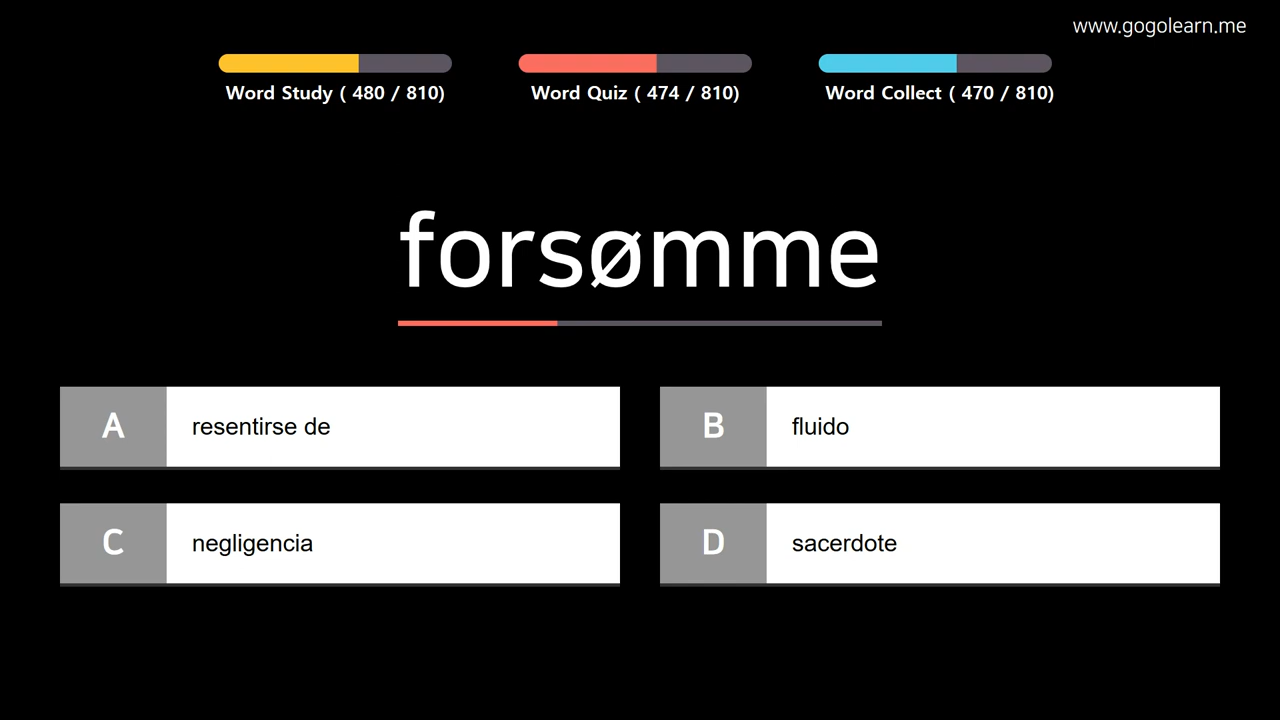 www.gogolearn.me
Word Study ( 480 / 810)
Word Quiz ( 474 / 810)
Word Collect ( 470 / 810)
forsømme
A resentirse de
B fluido
C negligencia
D sacerdote